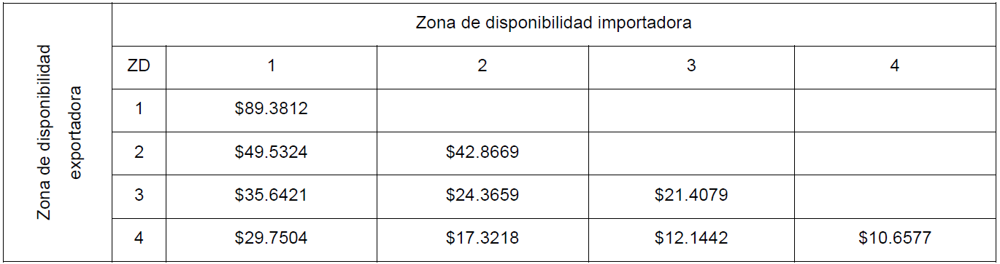 Zona de disponibilidad
exportadora
Zona de disponibilidad importadora
ZD 1 2 3 4
1 $89.3812
2 $49.5324 $42.8669
3 $35.6421 $24.3659 $21.4079
4 $29.7504 $17.3218 $12.1442 $10.6577